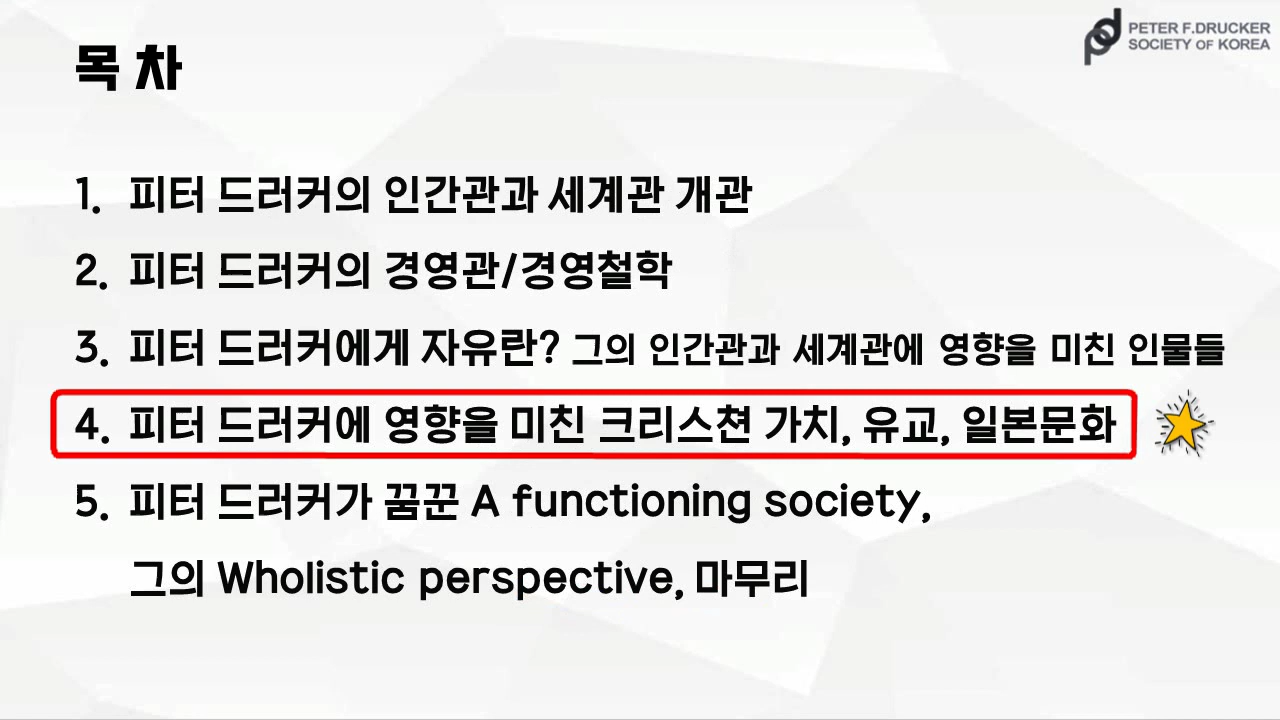 목 차
PETER F.DRUCKER
SOCIETY OF KOREA
1. 피터 드러커의 인간관과 세계관 개관
2. 피터 드러커의 경영관/경영철학
3. 피터 드러커에게 자유란? 그의 인간관과 세계관에 영향을 미친 인물들
4. 피터 드러커에 영향을 미친 크리스쳔 가치, 유교, 일본문화
5. 피터 드러커가 꿈꾼 A functioning society,
그의 Wholistic perspective, 마무리